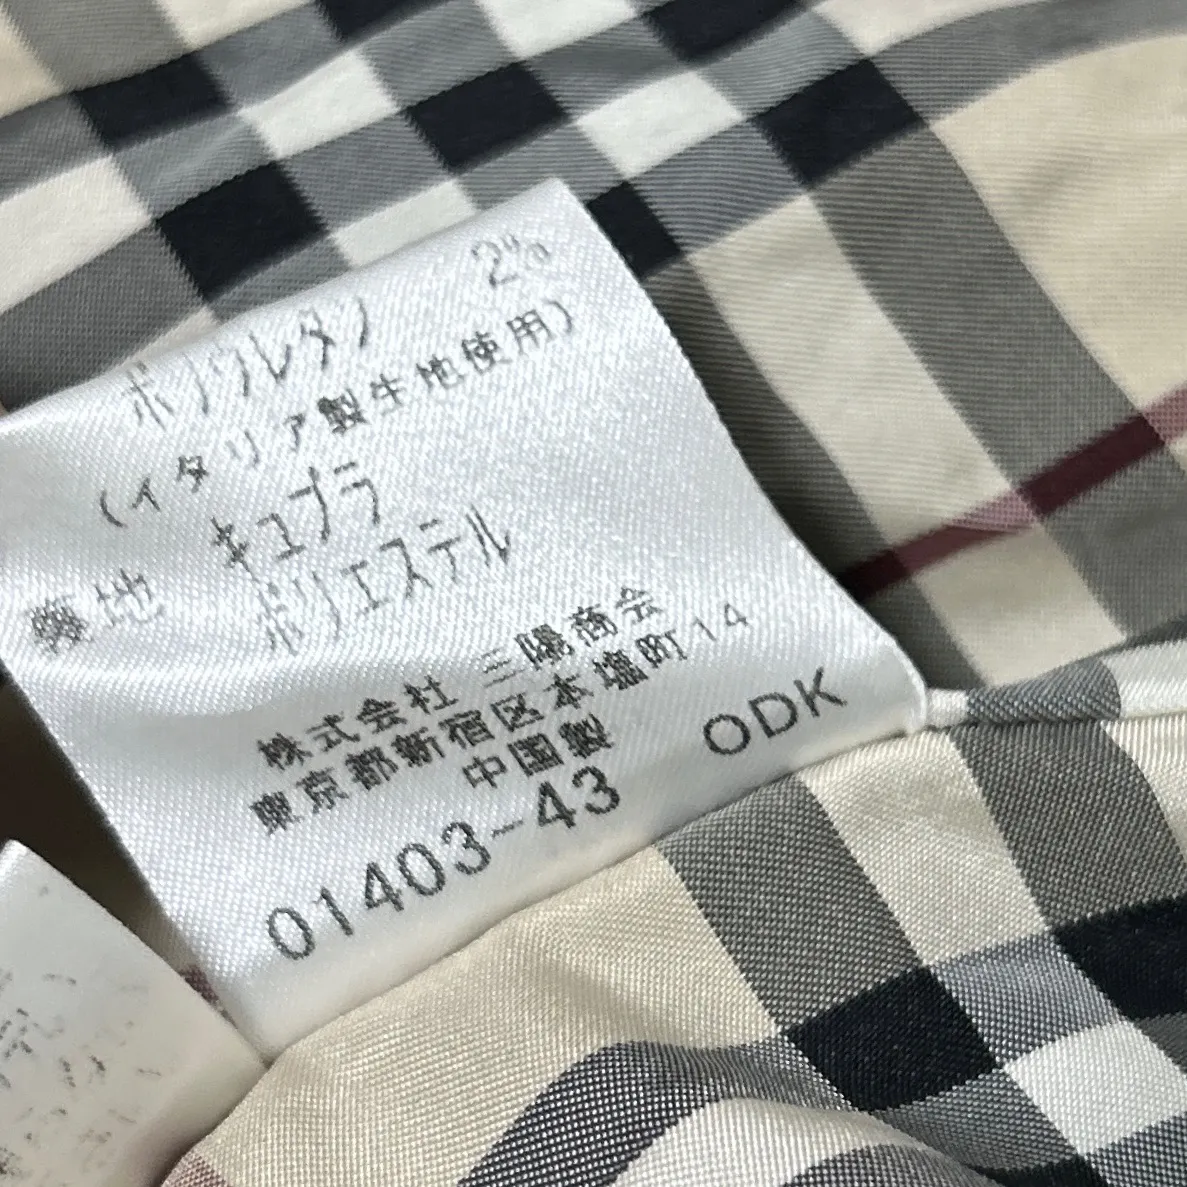 ポリウレタン 2%
(イタリア製生地使用)
裏地 キュプラ
ポリエステル
株式会社 三陽商会
東京都新宿区本塩町14
中国製
01403-43 ODK